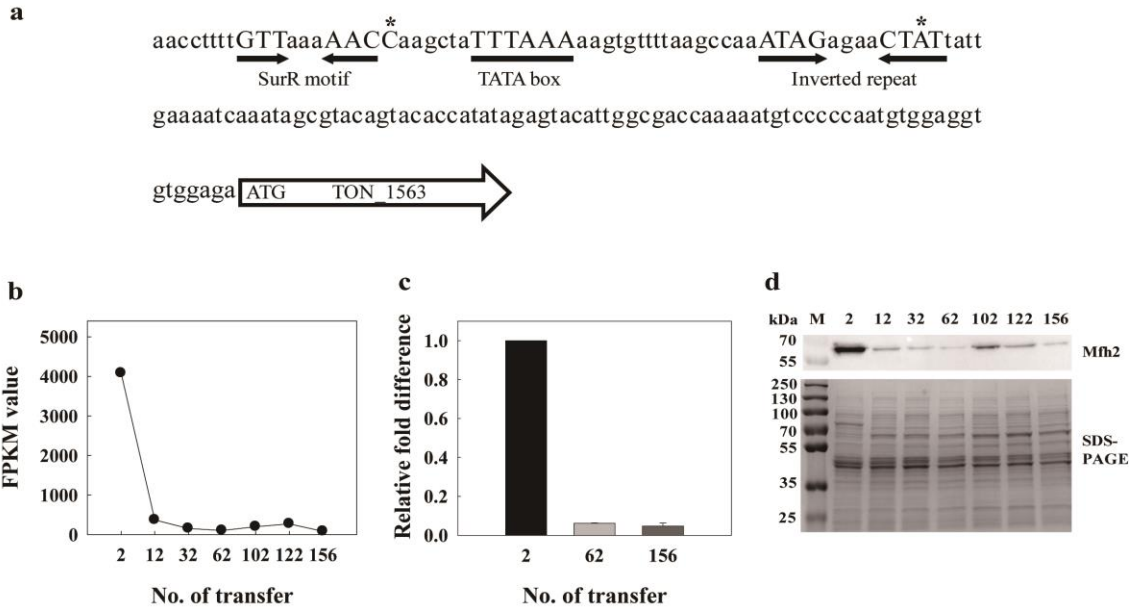 a
* *
aaccttttGTTaaaAACCaagctaTTTAAAaagtgttttaagccaaATAGagaaCTATtatt
SurR motif TATA box Inverted repeat
gaaaatcaaatagcgtacagtacaccatatagagtacattggcgaccaaaaatgtcccccaatgtggaggt
gtggaga ATG TON_1563
b
FPKM value
5000
4000
3000
2000
1000
0
2 12 32 62 102 122 156
No. of transfer
c
Relative fold difference
1.0
0.8
0.6
0.4
0.2
0.0
2 62 156
No. of transfer
d
kDa M 2 12 32 62 102 122 156
70
55
Mfh2
250
130
100
70
55
35
25
SDS-
PAGE